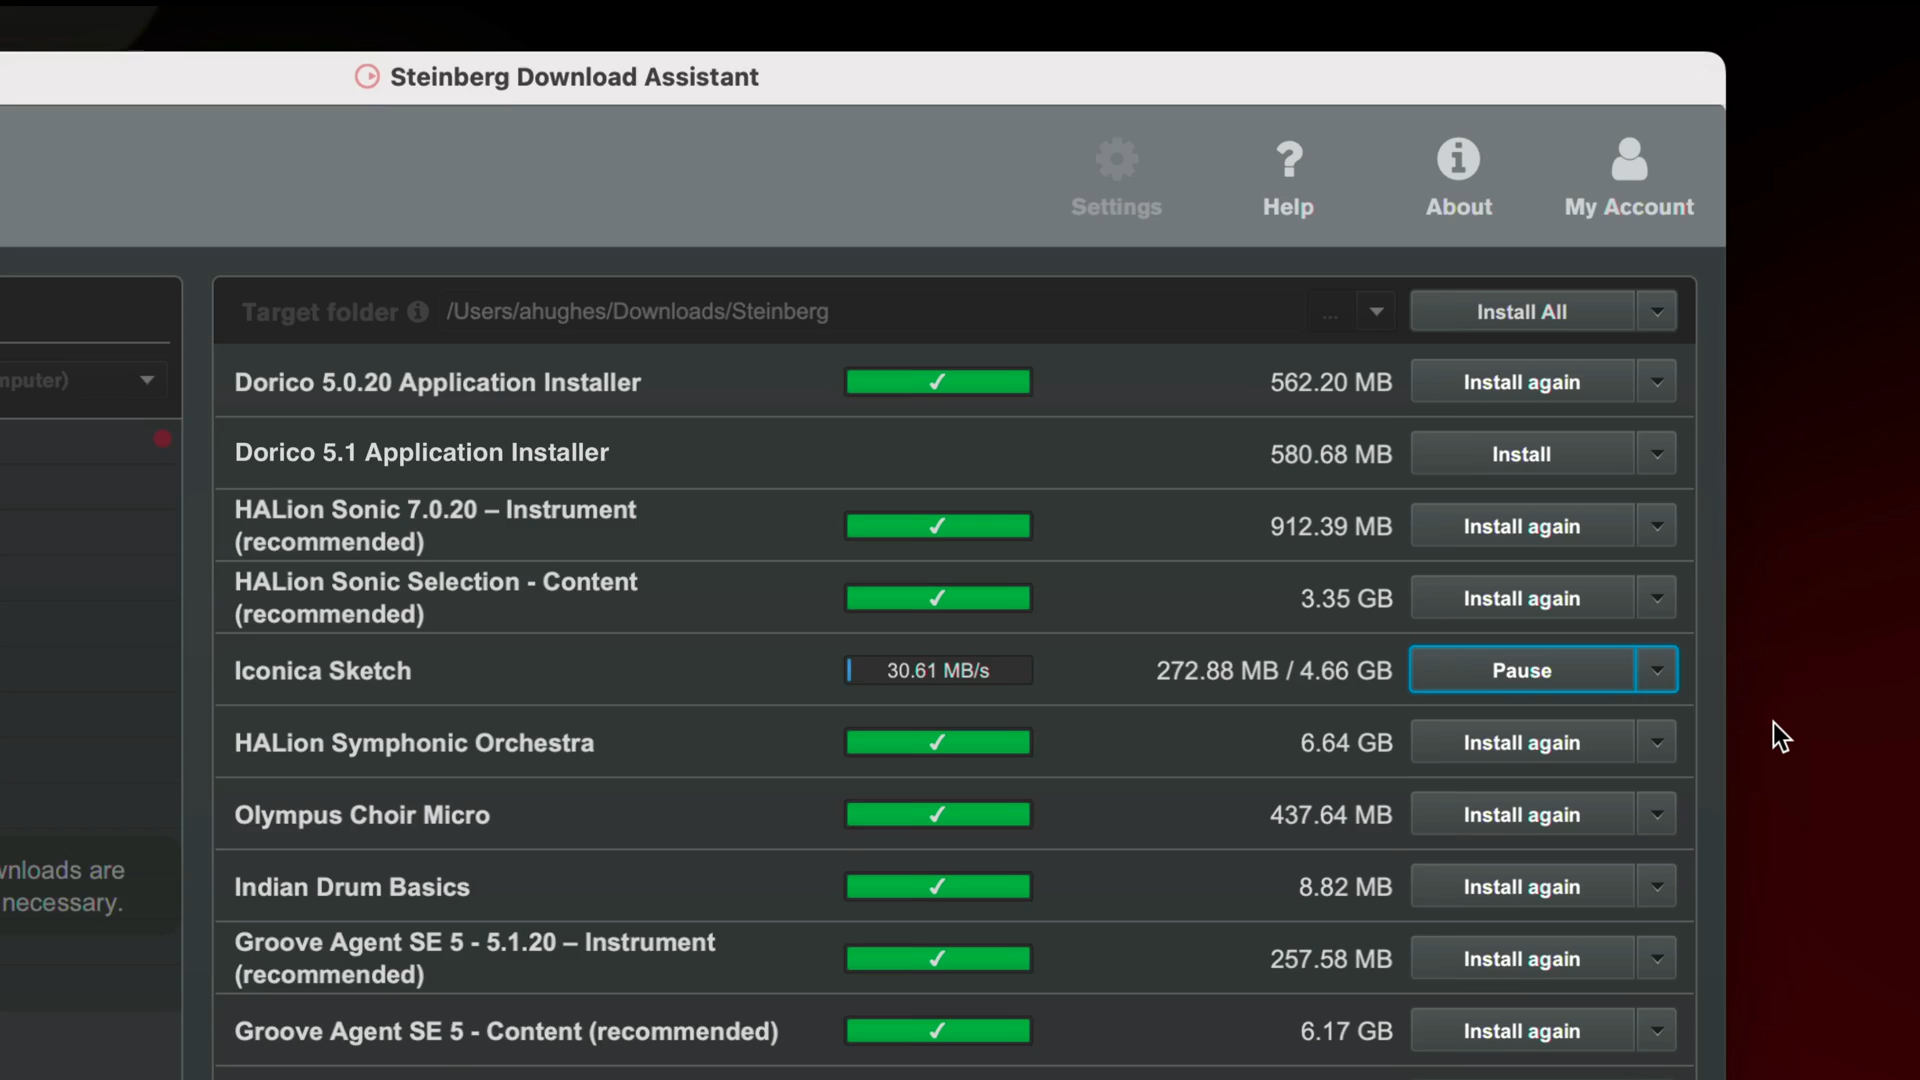 Steinberg Download Assistant
Settings
Help
About
My Account
mputer)
wnloads are
necessary.
Target folder /Users/ahughes/Downloads/Steinberg ... Install All
Dorico 5.0.20 Application Installer ✓ 562.20 MB Install again
Dorico 5.1 Application Installer 580.68 MB Install
HALion Sonic 7.0.20 – Instrument
(recommended) ✓ 912.39 MB Install again
HALion Sonic Selection - Content
(recommended) ✓ 3.35 GB Install again
Iconica Sketch 30.61 MB/s 272.88 MB / 4.66 GB Pause
HALion Symphonic Orchestra ✓ 6.64 GB Install again
Olympus Choir Micro ✓ 437.64 MB Install again
Indian Drum Basics ✓ 8.82 MB Install again
Groove Agent SE 5 - 5.1.20 – Instrument
(recommended) ✓ 257.58 MB Install again
Groove Agent SE 5 - Content (recommended) ✓ 6.17 GB Install again